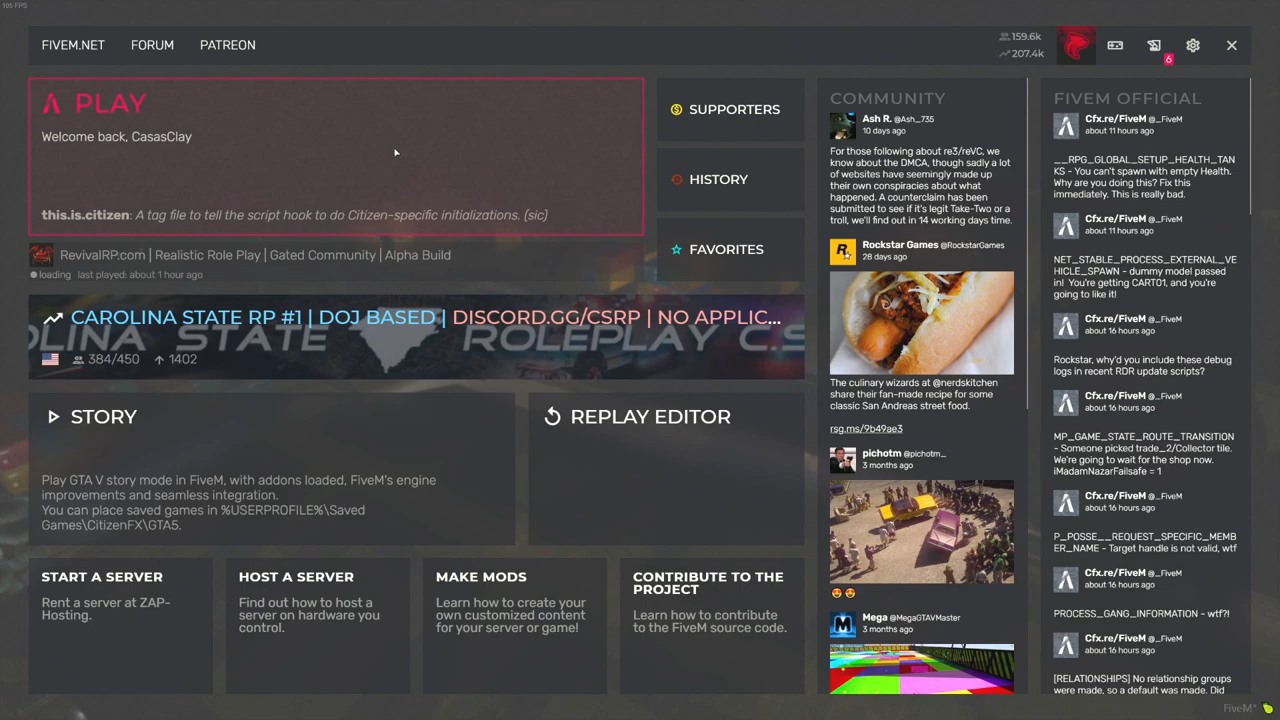 105 FPS
FIVEM.NET
FORUM
PATREON
159.6k
207.4k
6
PLAY
Welcome back, CasasClay
this.is.citizen: A tag file to tell the script hook to do Citizen-specific initializations. (sic)
RevivalRP.com | Realistic Role Play | Gated Community | Alpha Build
loading last played: about 1 hour ago
SUPPORTERS
HISTORY
FAVORITES
CAROLINA STATE RP #1 | DOJ BASED | DISCORD.GG/CSRP | NO APPLIC...
OLINA STATE ROLEPLAY C.S
384/450 1402
STORY
Play GTA V story mode in FiveM, with addons loaded, FiveM's engine
improvements and seamless integration.
You can place saved games in %USERPROFILE%\Saved
Games\CitizenFX\GTA5.
REPLAY EDITOR
START A SERVER
Rent a server at ZAP-
Hosting.
HOST A SERVER
Find out how to host a
server on hardware you
control.
MAKE MODS
Learn how to create your
own customized content
for your server or game!
CONTRIBUTE TO THE
PROJECT
Learn how to contribute
to the FiveM source code.
COMMUNITY
Ash R. @Ash_735
10 days ago
For those following about re3/reVC, we
know about the DMCA, though sadly a lot
of websites have seemingly made up
their own conspiracies about what
happened. A counterclaim has been
submitted to see if it's legit Take-Two or a
troll, we'll find out in 14 working days time.
Rockstar Games @RockstarGames
28 days ago
The culinary wizards at @nerdskitchen
share their fan-made recipe for some
classic San Andreas street food.
rsg.ms/9b49ae3
pichotm @pichotm_
3 months ago
😍 😍
Mega @MegaGTAVMaster
3 months ago
FIVEM OFFICIAL
Cfx.re/FiveM @_FiveM
about 11 hours ago
__RPG_GLOBAL_SETUP_HEALTH_TAN
KS - You can't spawn with empty Health.
Why are you doing this? Fix this
immediately. This is really bad.
Cfx.re/FiveM @_FiveM
about 11 hours ago
NET_STABLE_PROCESS_EXTERNAL_VE
HICLE_SPAWN - dummy model passed
in! You're getting CART01, and you're
going to like it!
Cfx.re/FiveM @_FiveM
about 16 hours ago
Rockstar, why'd you include these debug
logs in recent RDR update scripts?
Cfx.re/FiveM @_FiveM
about 16 hours ago
MP_GAME_STATE_ROUTE_TRANSITION
- Someone picked trade_2/Collector tile.
We're going to wait for the shop now.
iMadamNazarFailsafe = 1
Cfx.re/FiveM @_FiveM
about 16 hours ago
P_POSSE__REQUEST_SPECIFIC_MEMB
ER_NAME - Target handle is not valid, wtf
Cfx.re/FiveM @_FiveM
about 16 hours ago
PROCESS_GANG_INFORMATION - wtf?!
Cfx.re/FiveM @_FiveM
about 16 hours ago
[RELATIONSHIPS] No relationship groups
were made, so a default was made. Did
FiveM*